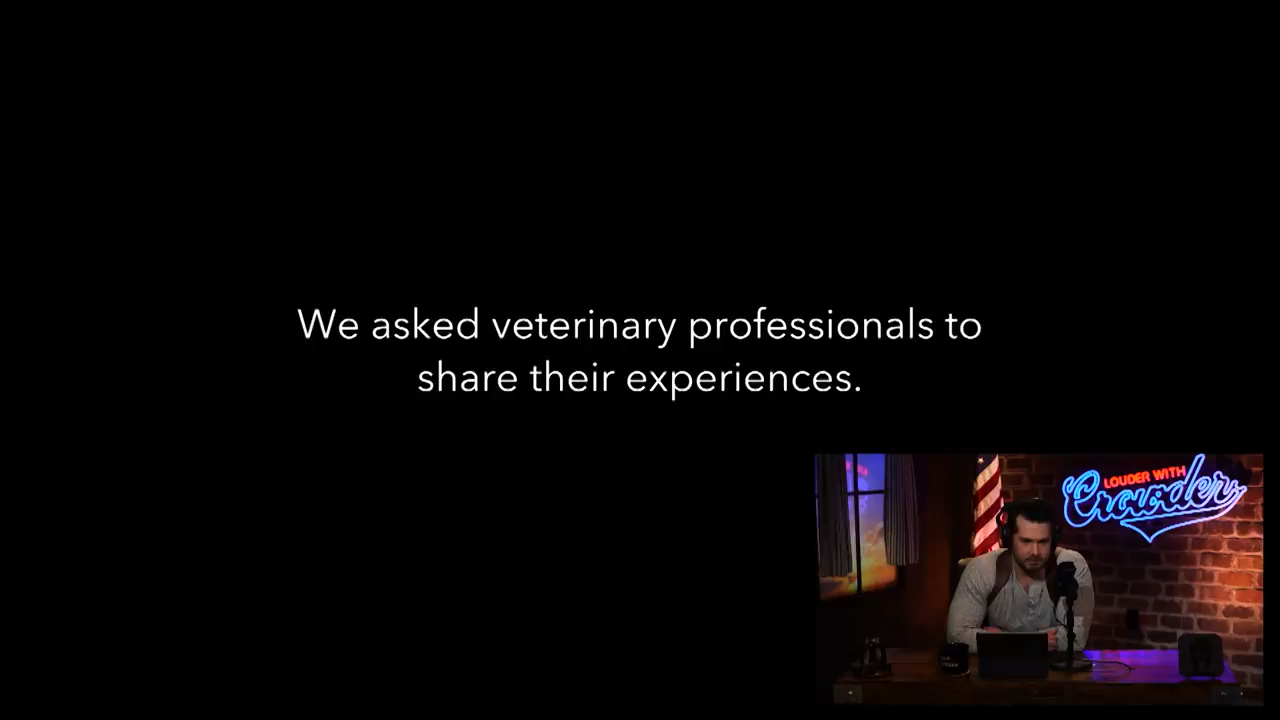 We asked veterinary professionals to
share their experiences.
LOUDER WITH
Crowder